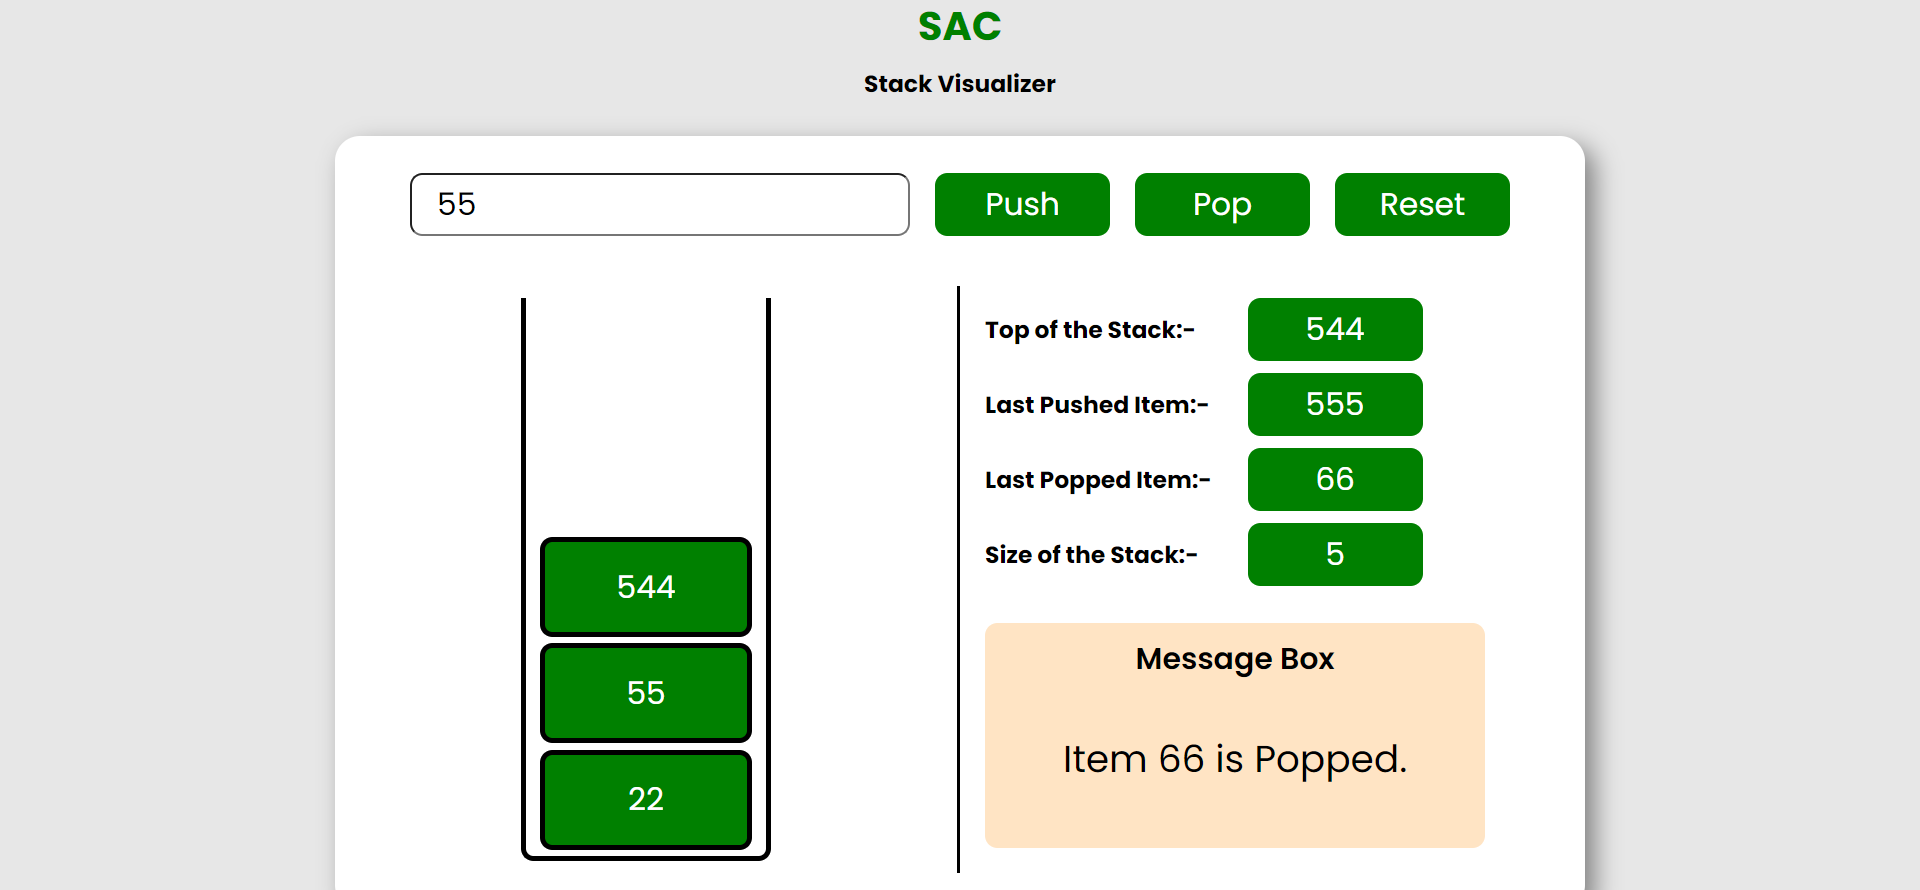 SAC
Stack Visualizer
55
Push
Pop
Reset
544
55
22
Top of the Stack:-
544
Last Pushed Item:-
555
Last Popped Item:-
66
Size of the Stack:-
5
Message Box
Item 66 is Popped.